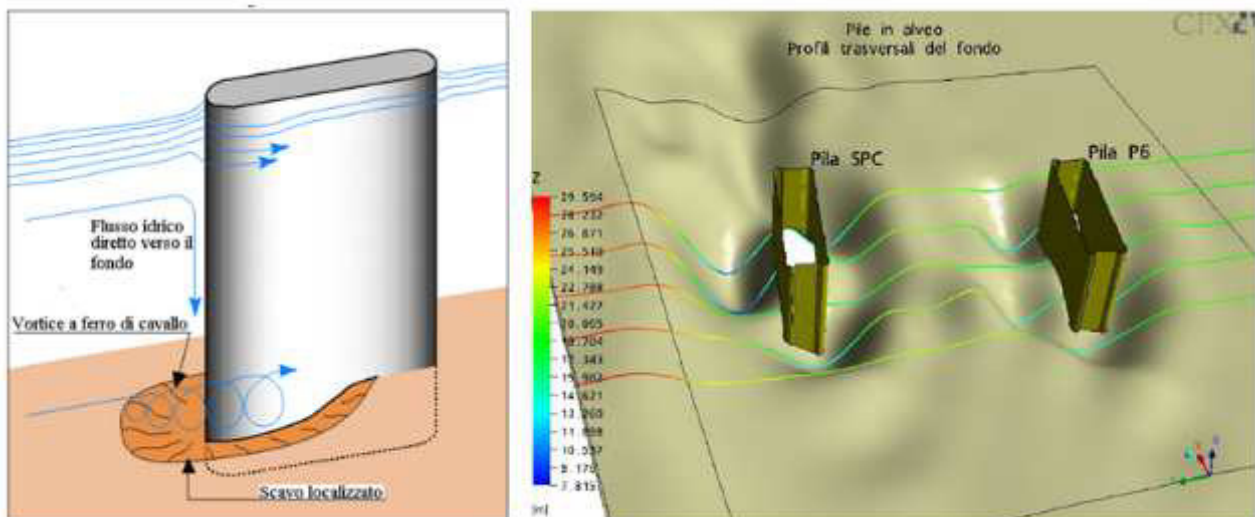 Flusso idrico
diretto verso il
fondo
Vortice a ferro di cavallo
Scavo localizzato
CFX
Pile in alveo
Profili trasversali del fondo
Pila SPC
Pila P6
Z
29.594
28.232
26.871
25.510
24.149
22.788
21.427
20.065
18.704
17.343
15.982
14.621
13.260
11.898
10.537
9.176
7.815
[m]